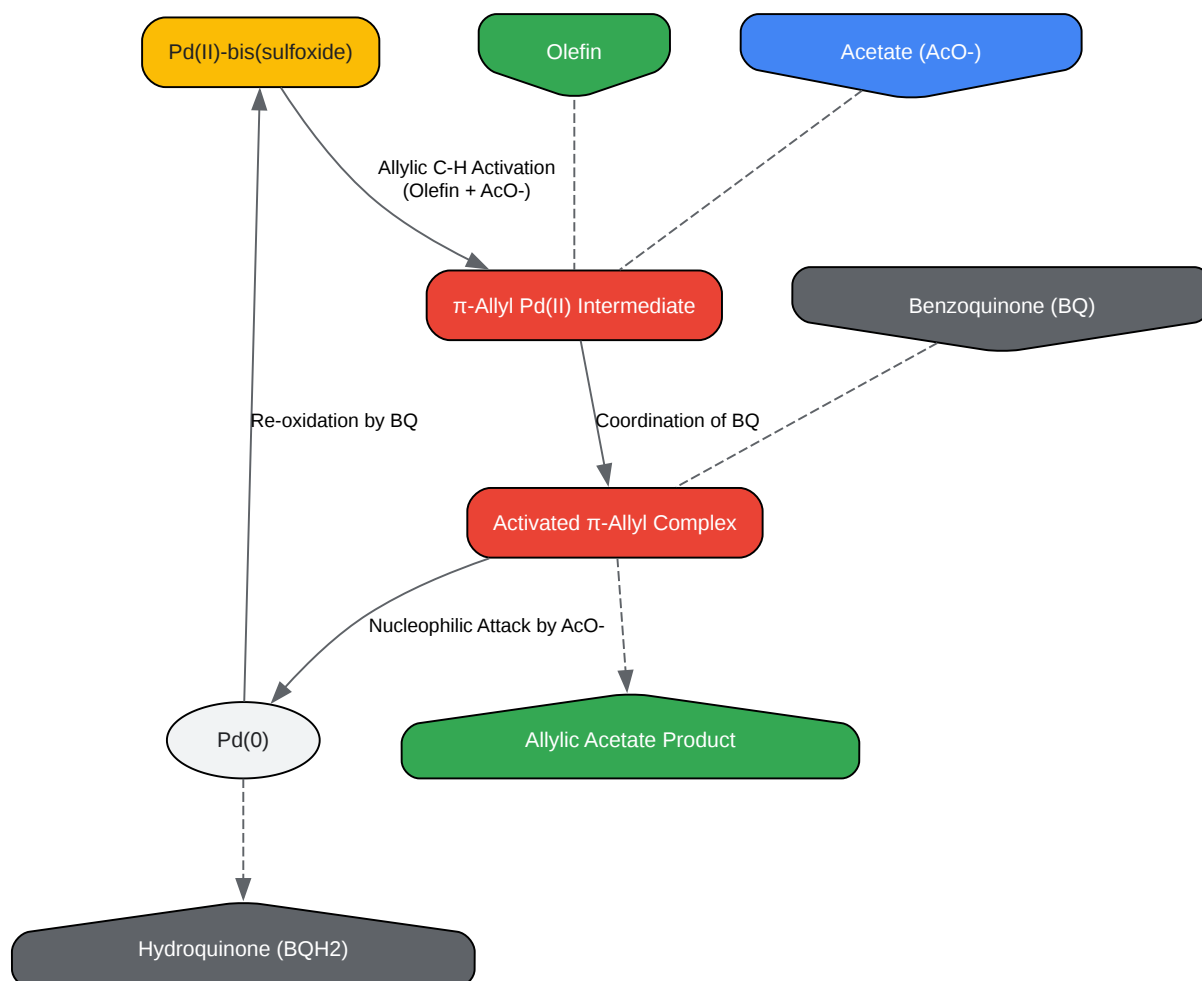 Pd(II)-bis(sulfoxide)
Olefin
Acetate (AcO-)
Allylic C-H Activation
(Olefin + AcO-)
π-Allyl Pd(II) Intermediate
Benzoquinone (BQ)
Re-oxidation by BQ
Coordination of BQ
Activated π-Allyl Complex
Nucleophilic Attack by AcO-
Pd(0)
Allylic Acetate Product
Hydroquinone (BQH2)